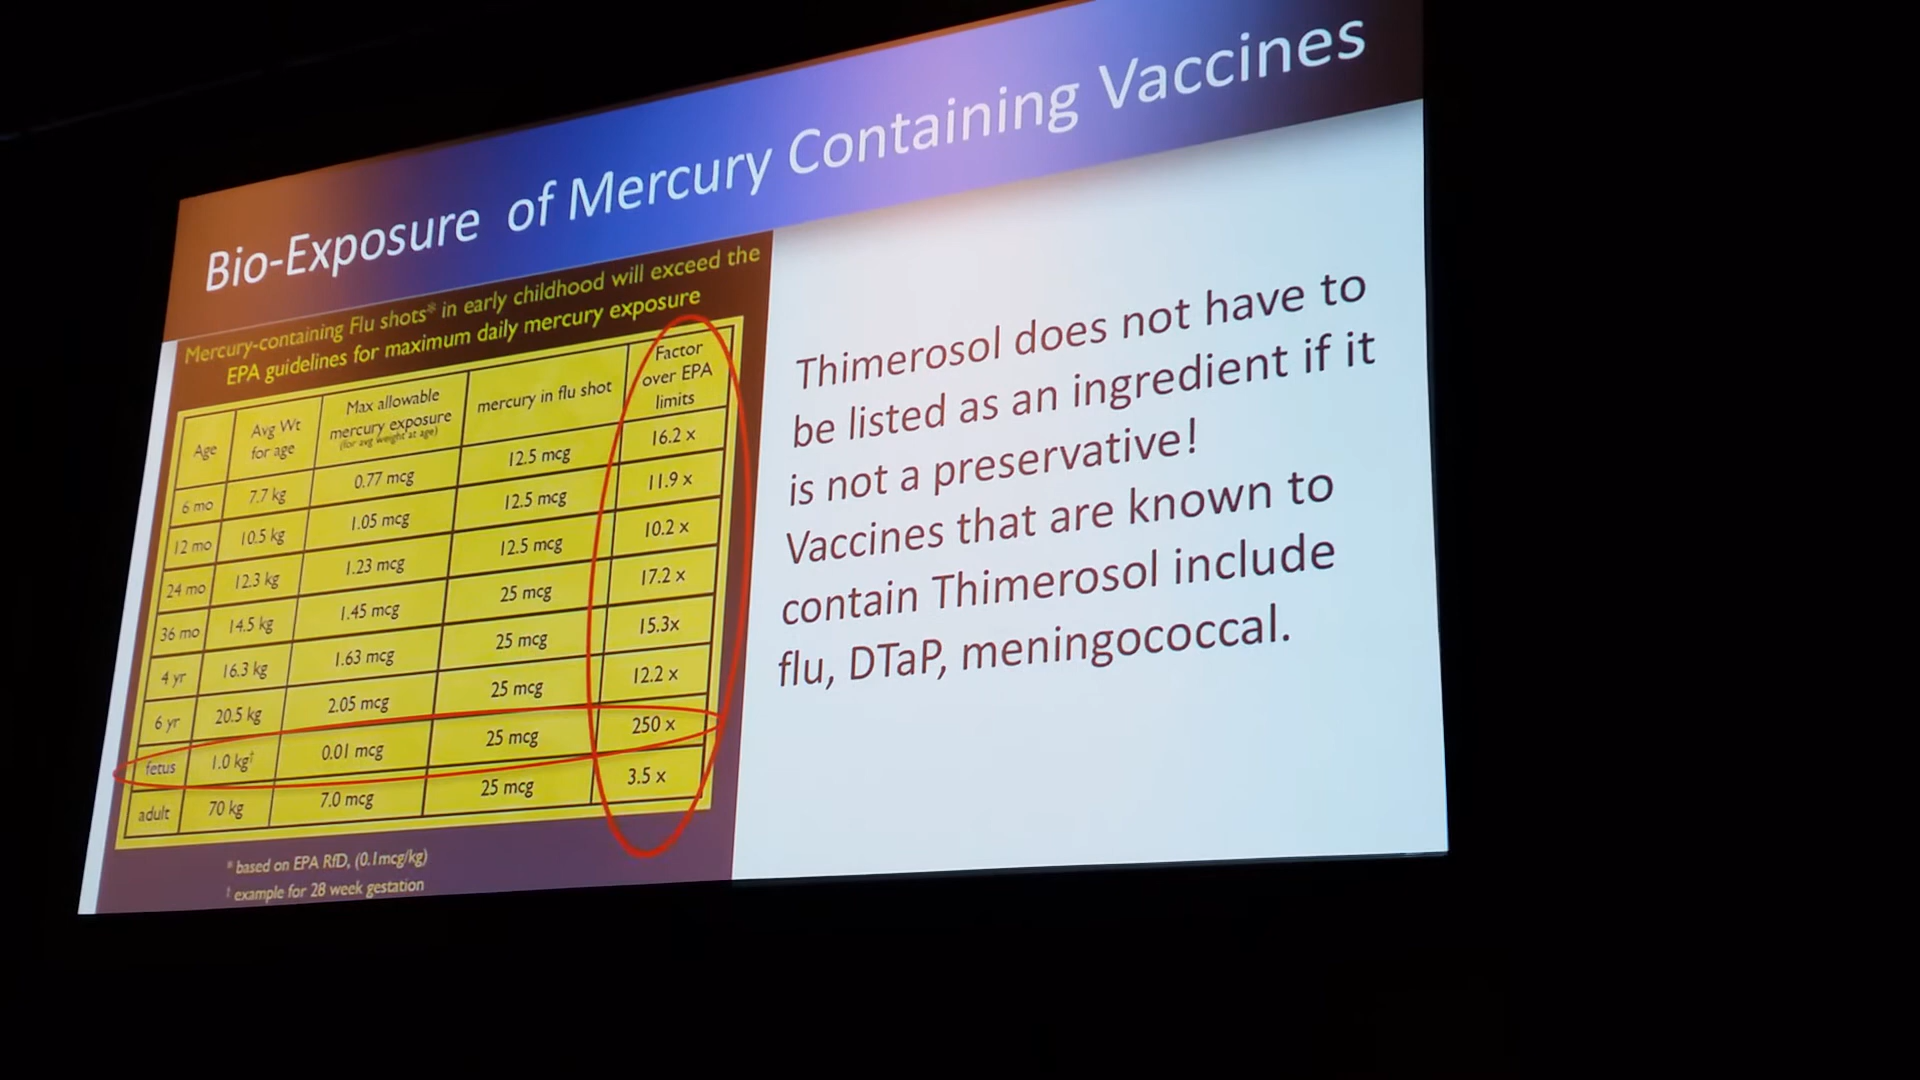 Bio-Exposure of Mercury Containing Vaccines
Mercury-containing Flu shots* in early childhood will exceed the
EPA guidelines for maximum daily mercury exposure
Age Avg Wt for age Max allowable mercury exposure (for avg weight at age) mercury in flu shot Factor over EPA limits
6 mo 7.7 kg 0.77 mcg 12.5 mcg 16.2 x
12 mo 10.5 kg 1.05 mcg 12.5 mcg 11.9 x
24 mo 12.3 kg 1.23 mcg 12.5 mcg 10.2 x
36 mo 14.5 kg 1.45 mcg 25 mcg 17.2 x
4 yr 16.3 kg 1.63 mcg 25 mcg 15.3x
6 yr 20.5 kg 2.05 mcg 25 mcg 12.2 x
fetus 1.0 kg† 0.01 mcg 25 mcg 250 x
adult 70 kg 7.0 mcg 25 mcg 3.5 x
* based on EPA RfD, (0.1mcg/kg)
† example for 28 week gestation
Thimerosol does not have to
be listed as an ingredient if it
is not a preservative!
Vaccines that are known to
contain Thimerosol include
flu, DTaP, meningococcal.